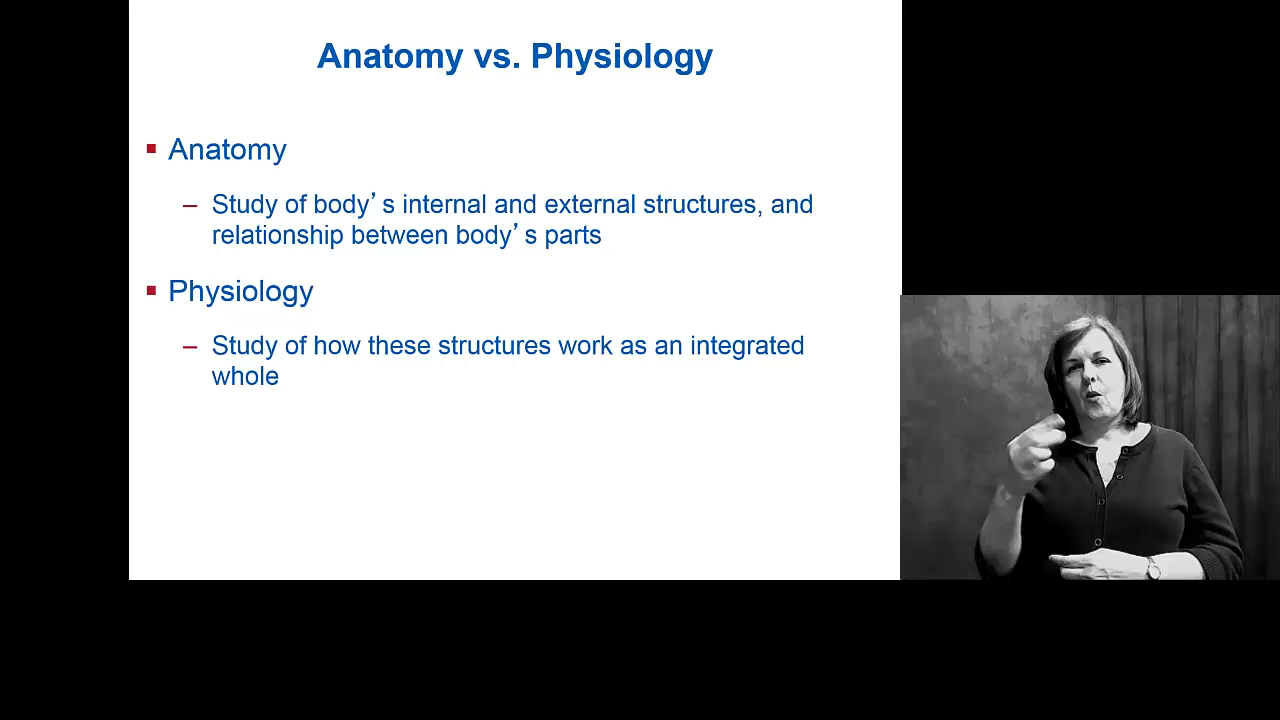 Anatomy vs. Physiology
▪ Anatomy
– Study of body’s internal and external structures, and
relationship between body’s parts
▪ Physiology
– Study of how these structures work as an integrated
whole